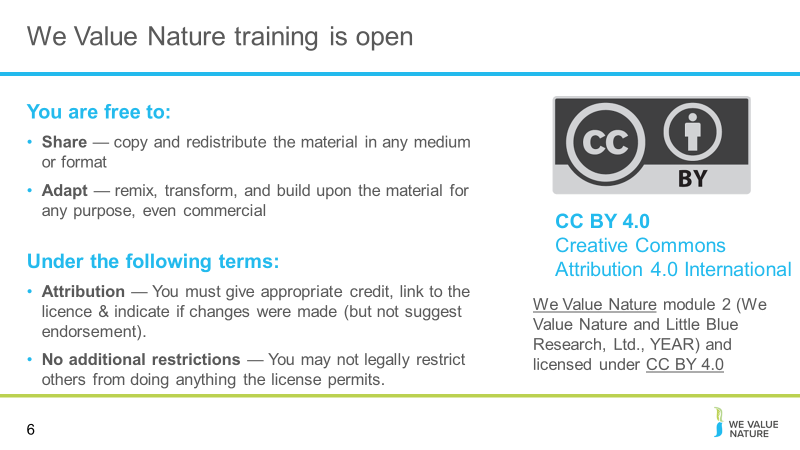 We Value Nature training is open
You are free to:
• Share — copy and redistribute the material in any medium
or format
• Adapt — remix, transform, and build upon the material for
any purpose, even commercial
Under the following terms:
• Attribution — You must give appropriate credit, link to the
licence & indicate if changes were made (but not suggest
endorsement).
• No additional restrictions — You may not legally restrict
others from doing anything the license permits.
CC
BY
CC BY 4.0
Creative Commons
Attribution 4.0 International
We Value Nature module 2 (We
Value Nature and Little Blue
Research, Ltd., YEAR) and
licensed under CC BY 4.0
6
WE VALUE
NATURE